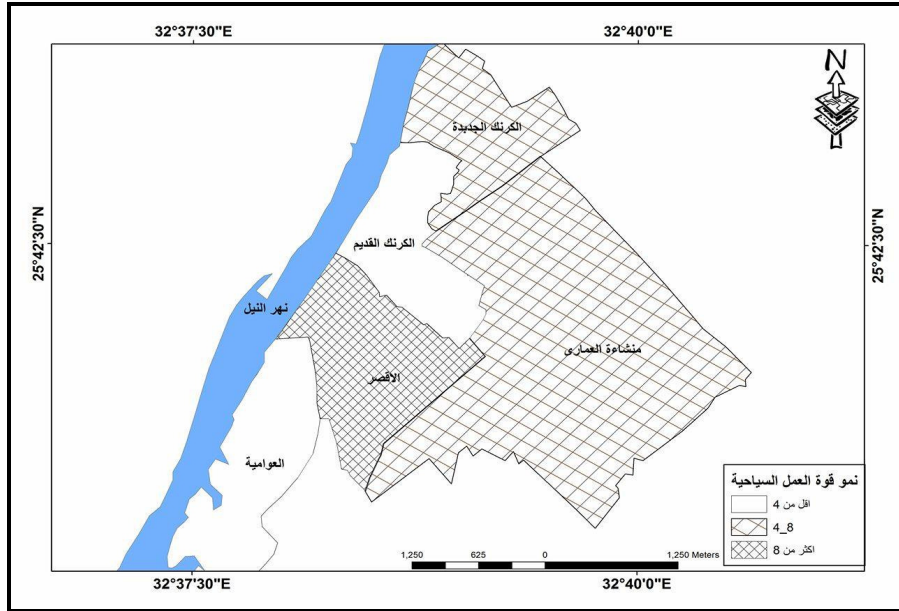 32°37'30"E
32°40'0"E
N
الكرنك الجديدة
25°42'30"N
25°42'30"N
الكرنك القديم
نهر النيل
منشاءة العمارى
الأقصر
العوامية
نمو قوة العمل السياحية
اقل من 4
4_8
اكثر من 8
1,250
625
0
1,250 Meters
32°37'30"E
32°40'0"E